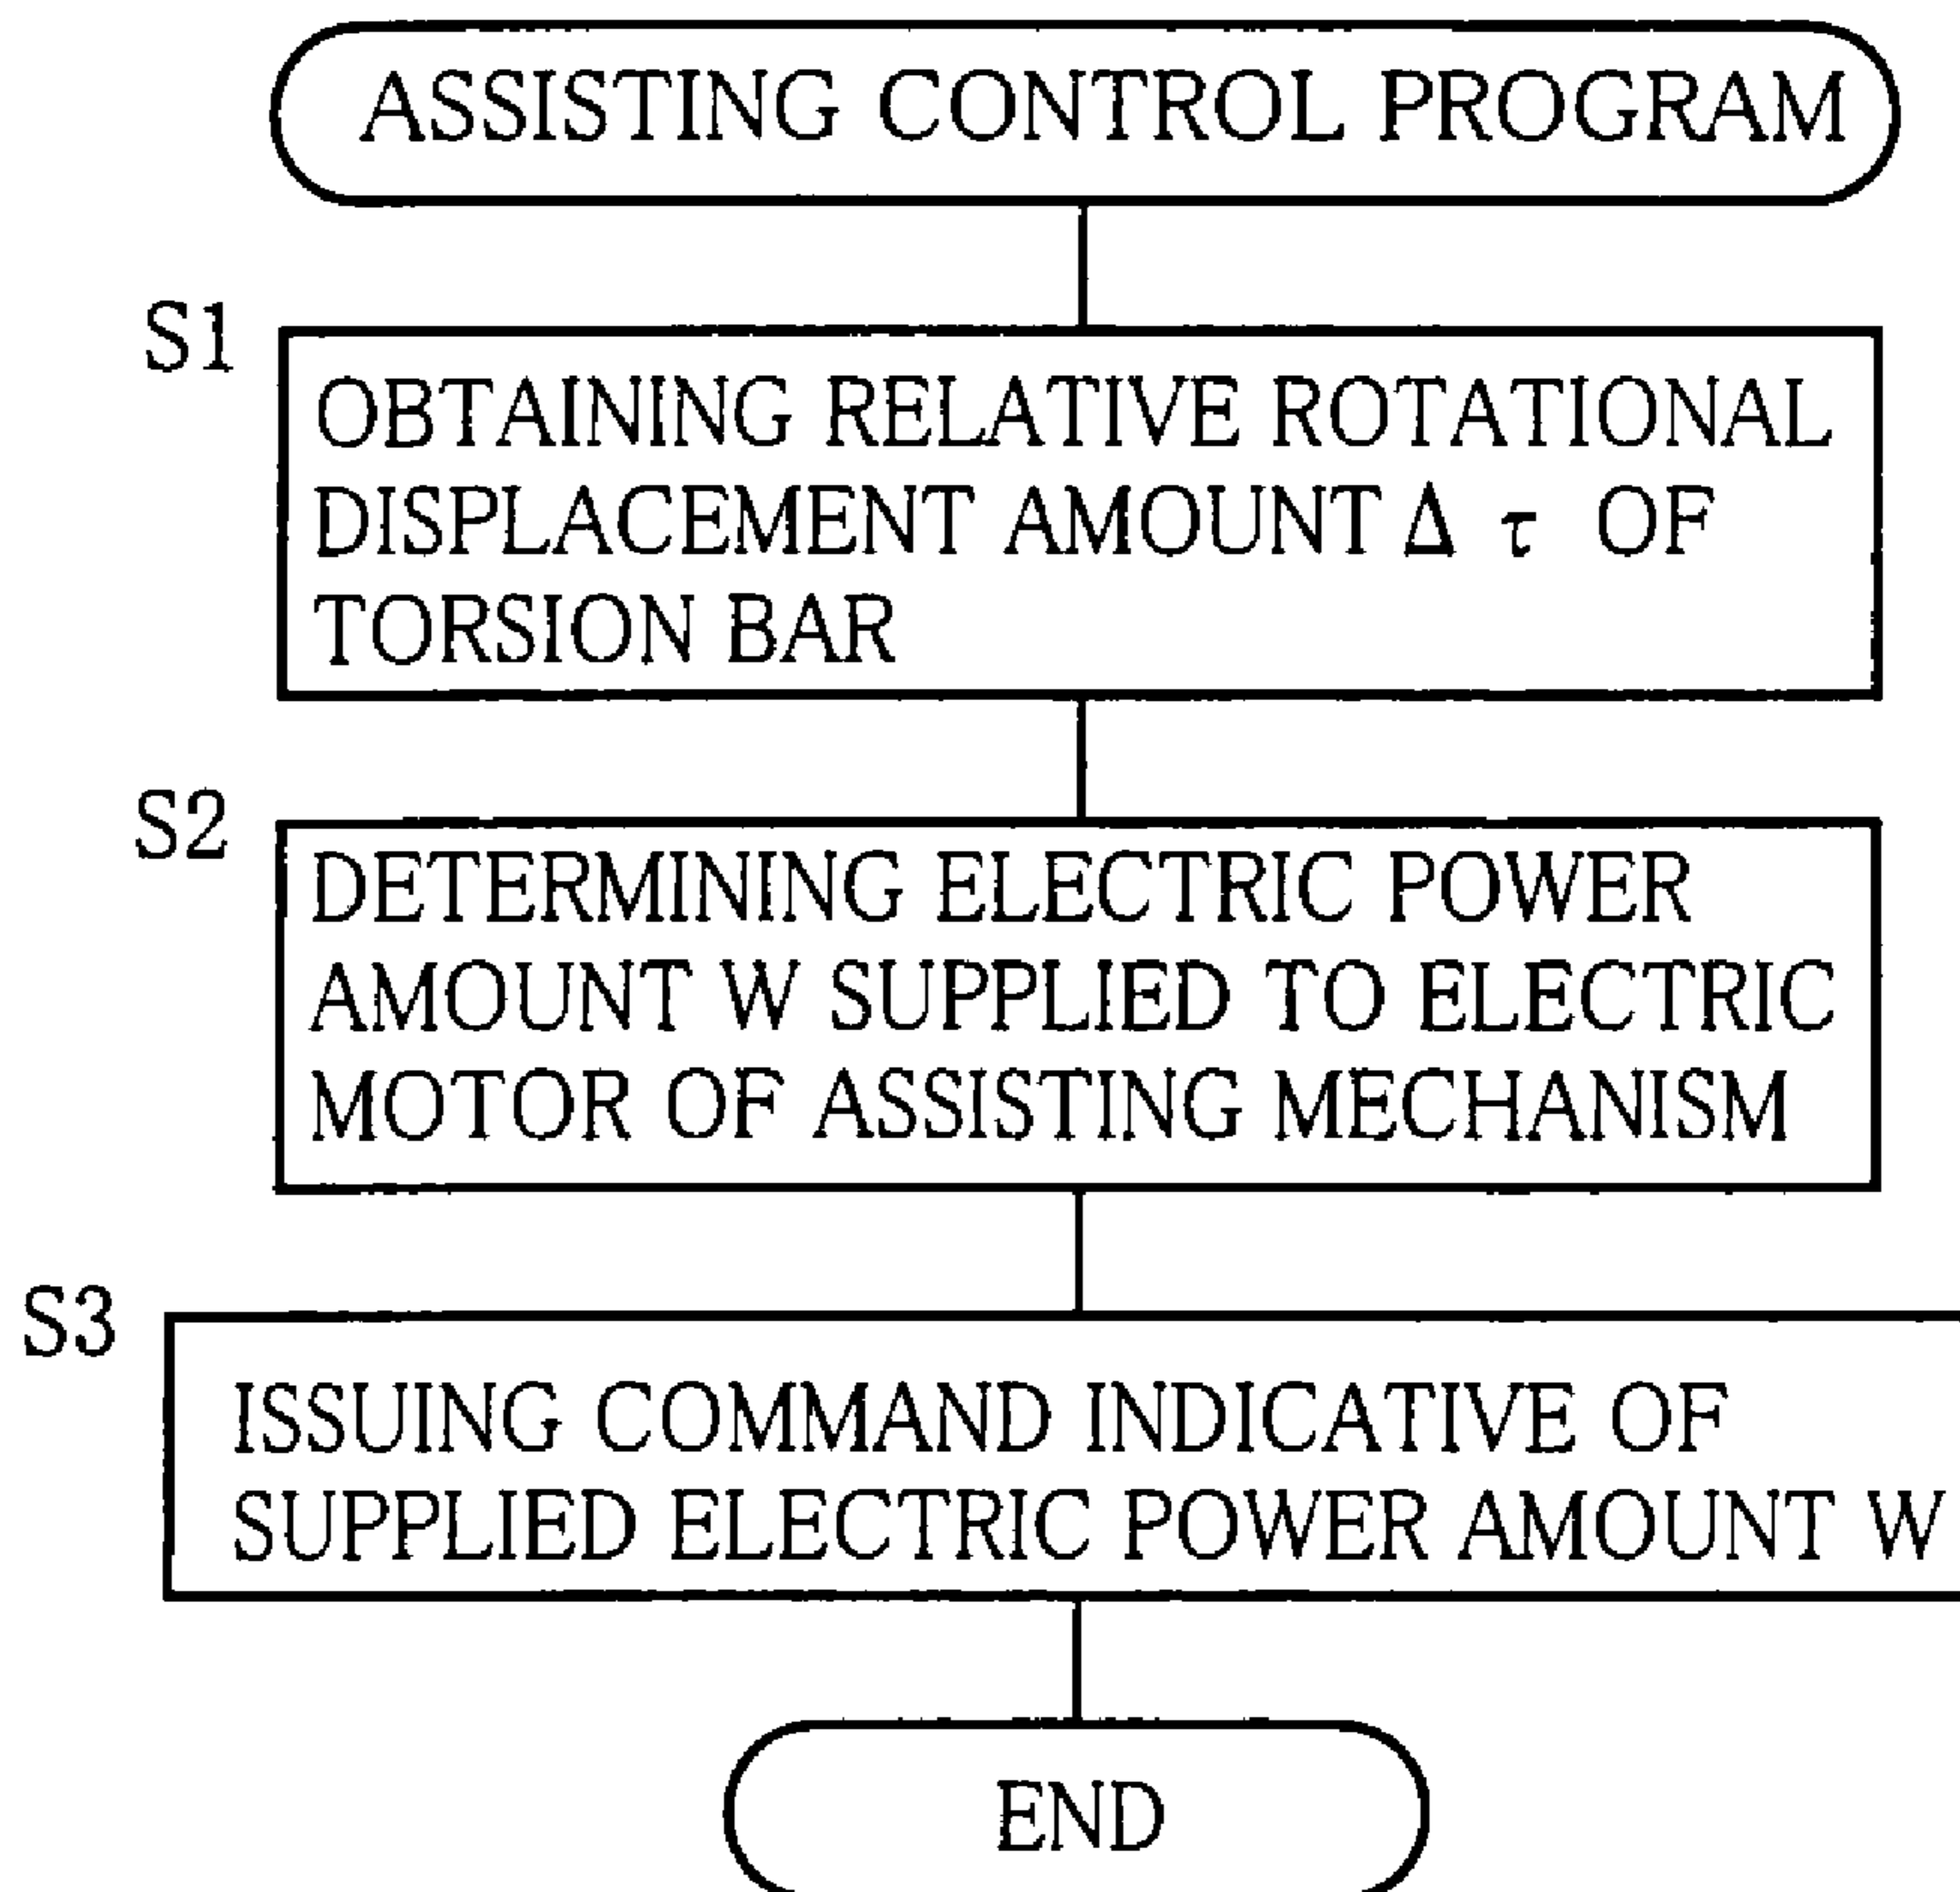 ASSISTING CONTROL PROGRAM
S1
OBTAINING RELATIVE ROTATIONAL
DISPLACEMENT AMOUNT Δ τ OF
TORSION BAR
S2
DETERMINING ELECTRIC POWER
AMOUNT W SUPPLIED TO ELECTRIC
MOTOR OF ASSISTING MECHANISM
S3
ISSUING COMMAND INDICATIVE OF
SUPPLIED ELECTRIC POWER AMOUNT W
END